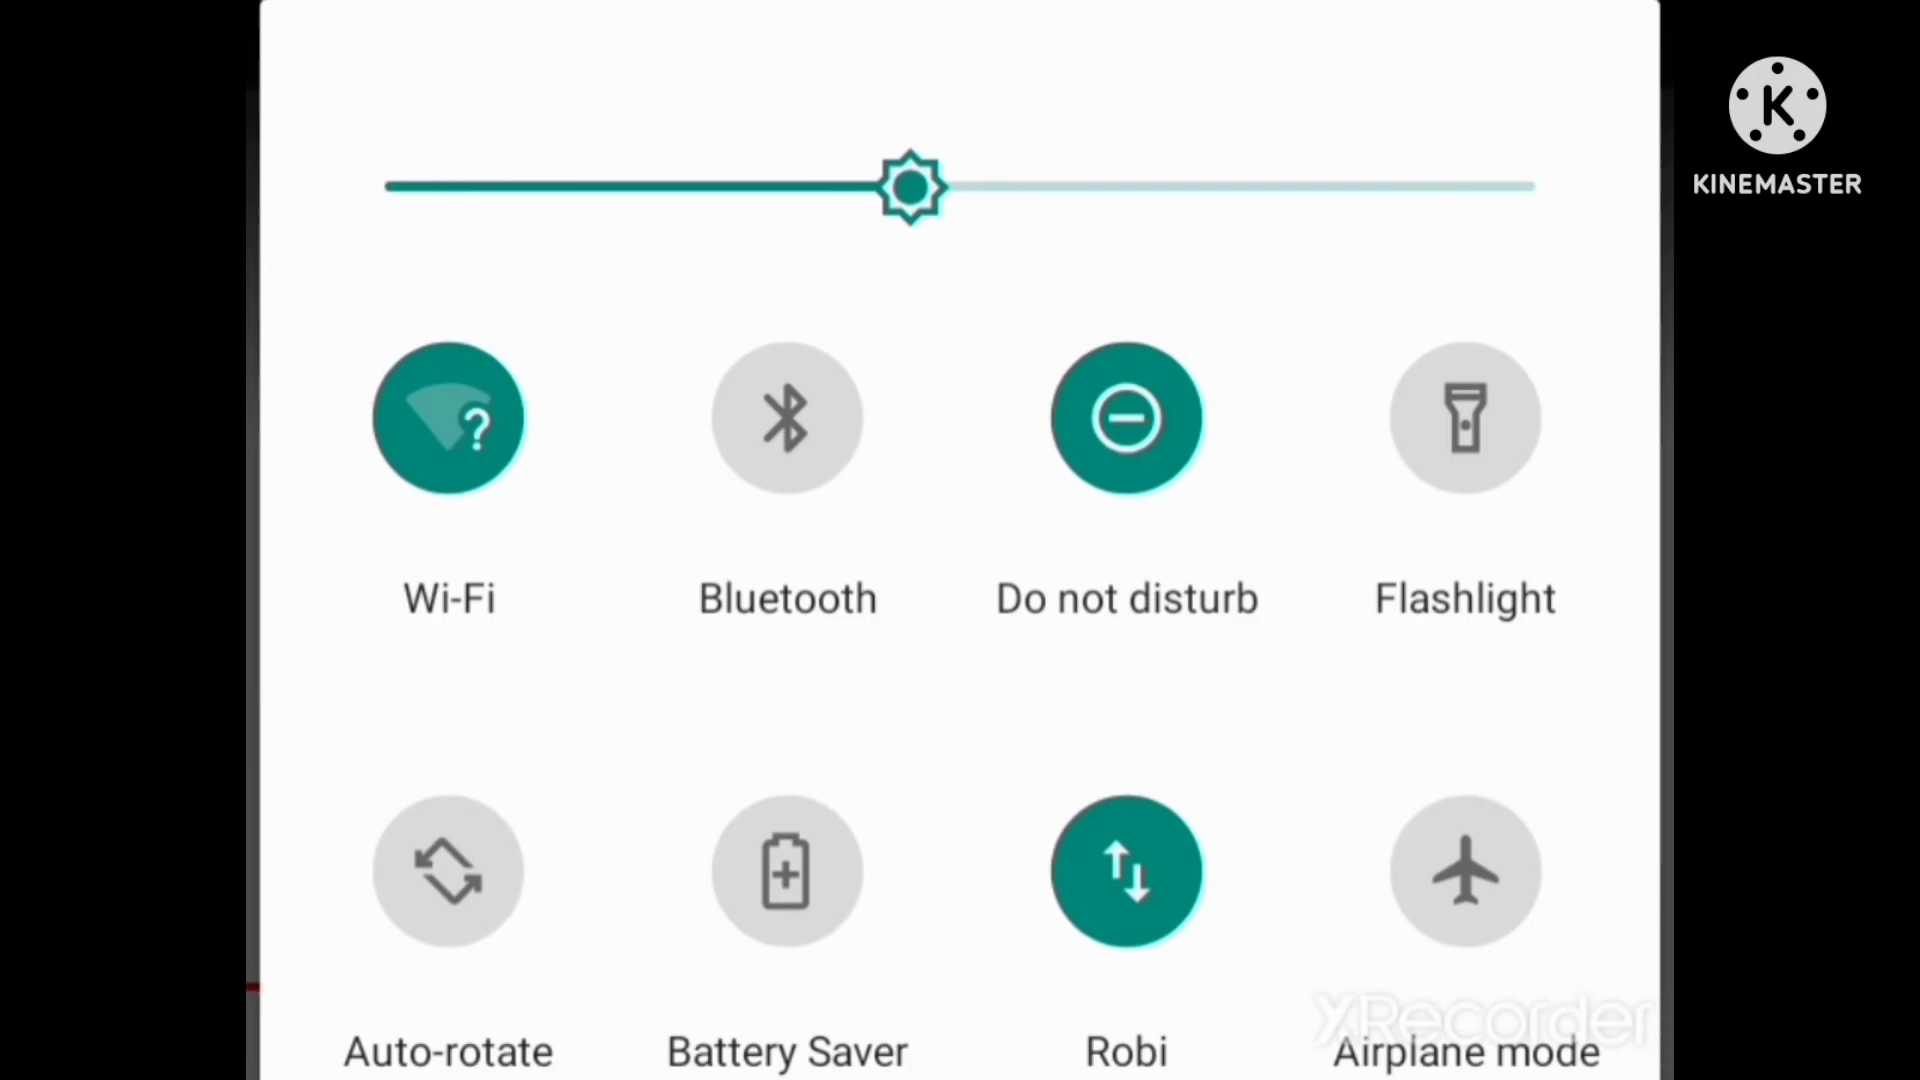 KINEMASTER
Wi-Fi Bluetooth Do not disturb Flashlight
XRecorder
Auto-rotate Battery Saver Robi Airplane mode